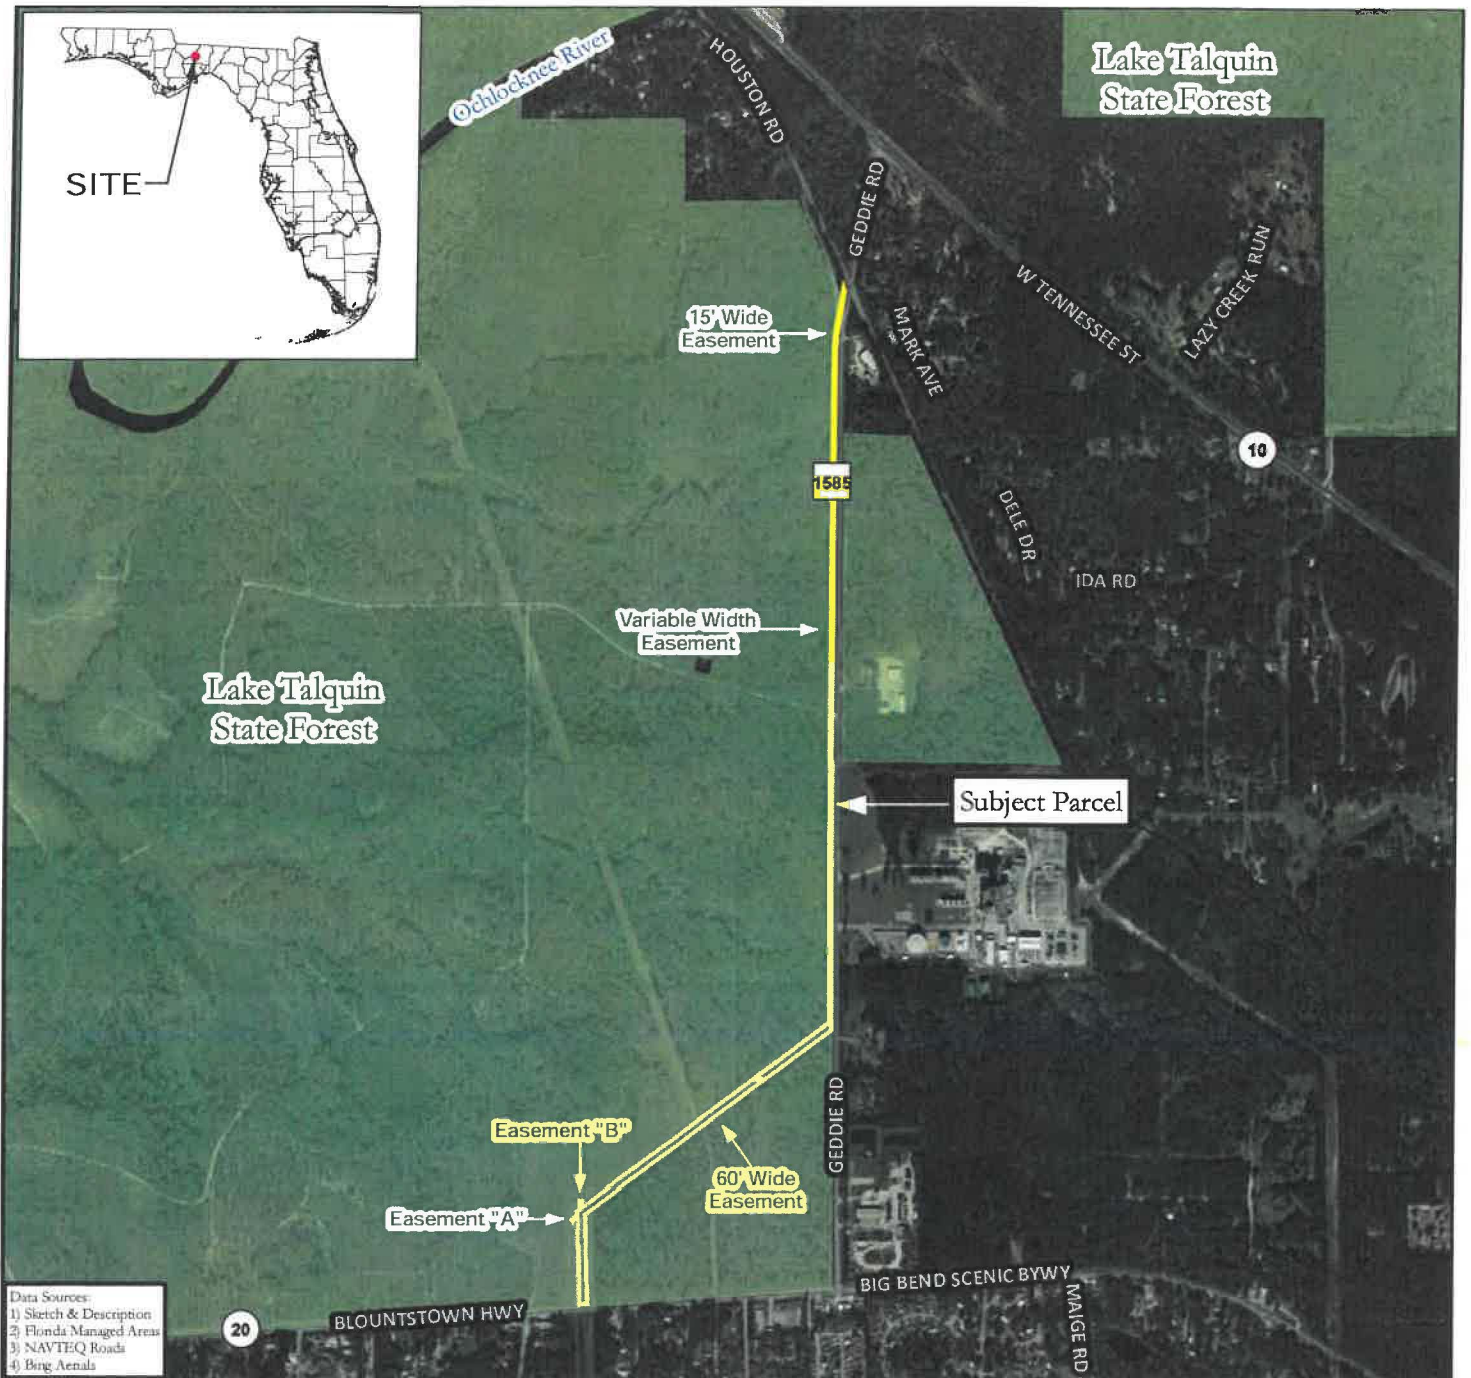 SITE
Ochlocknee River
HOUSTON RD
Lake Talquin
State Forest
GEDDIE RD
LAZY CREEK RUN
W TENNESSEE ST
15' Wide
Easement
MARK AVE
10
1585
DELE DR
IDA RD
Variable Width
Easement
Lake Talquin
State Forest
Subject Parcel
GEDDIE RD
Easement "B"
60' Wide
Easement
Easement "A"
BIG BEND SCENIC BYWY
MAIGE RD
BLOUNTSTOWN HWY
20
Data Sources:
1) Sketch & Description
2) Florida Managed Areas
3) NAVTEQ Roads
4) Bing Aerials